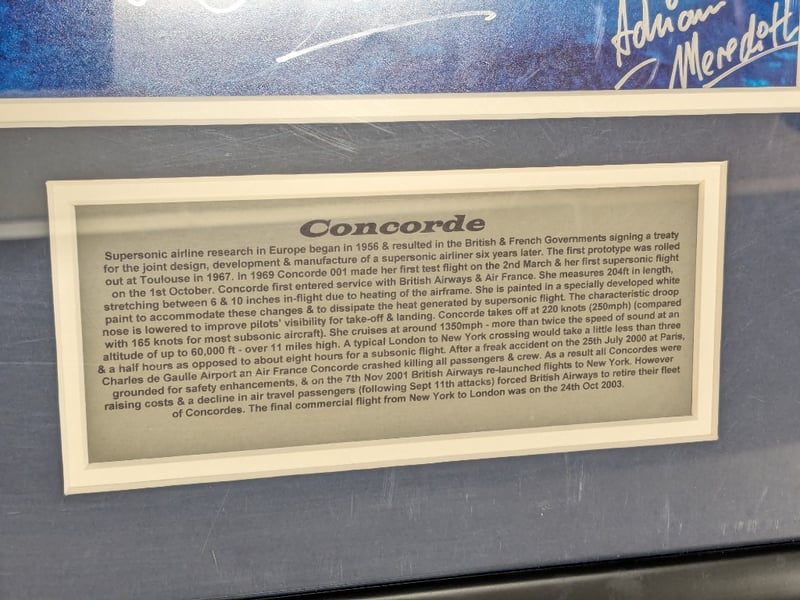 Adrian
Meredith
Concorde
Supersonic airline research in Europe began in 1956 & resulted in the British & French Governments signing a treaty
for the joint design, development & manufacture of a supersonic airliner six years later. The first prototype was rolled
out at Toulouse in 1967. In 1969 Concorde 001 made her first test flight on the 2nd March & her first supersonic flight
on the 1st October. Concorde first entered service with British Airways & Air France. She measures 204ft in length,
stretching between 6 & 10 inches in-flight due to heating of the airframe. She is painted in a specially developed white
paint to accommodate these changes & to dissipate the heat generated by supersonic flight. The characteristic droop
nose is lowered to improve pilots' visibility for take-off & landing. Concorde takes off at 220 knots (250mph) (compared
with 165 knots for most subsonic aircraft). She cruises at around 1350mph - more than twice the speed of sound at an
altitude of up to 60,000 ft - over 11 miles high. A typical London to New York crossing would take a little less than three
& a half hours as opposed to about eight hours for a subsonic flight. After a freak accident on the 25th July 2000 at Paris,
Charles de Gaulle Airport an Air France Concorde crashed killing all passengers & crew. As a result all Concordes were
grounded for safety enhancements, & on the 7th Nov 2001 British Airways re-launched flights to New York. However
raising costs & a decline in air travel passengers (following Sept 11th attacks) forced British Airways to retire their fleet
of Concordes. The final commercial flight from New York to London was on the 24th Oct 2003.